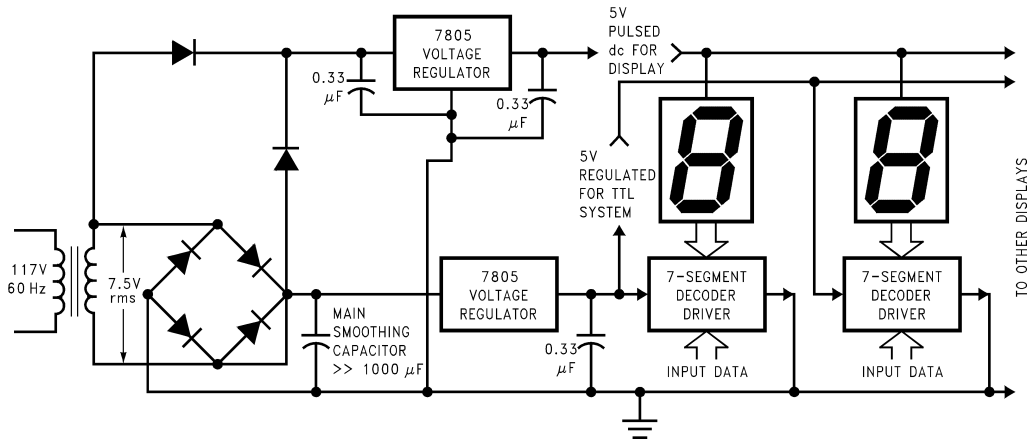 5V
PULSED
dc FOR
DISPLAY
7805
VOLTAGE
REGULATOR
0.33
μF
0.33
μF
5V
REGULATED
FOR TTL
SYSTEM
117V
60 Hz
7.5V
rms
MAIN
SMOOTHING
CAPACITOR
>> 1000 μF
7805
VOLTAGE
REGULATOR
0.33
μF
8
8
7-SEGMENT
DECODER
DRIVER
INPUT DATA
7-SEGMENT
DECODER
DRIVER
INPUT DATA
TO OTHER DISPLAYS